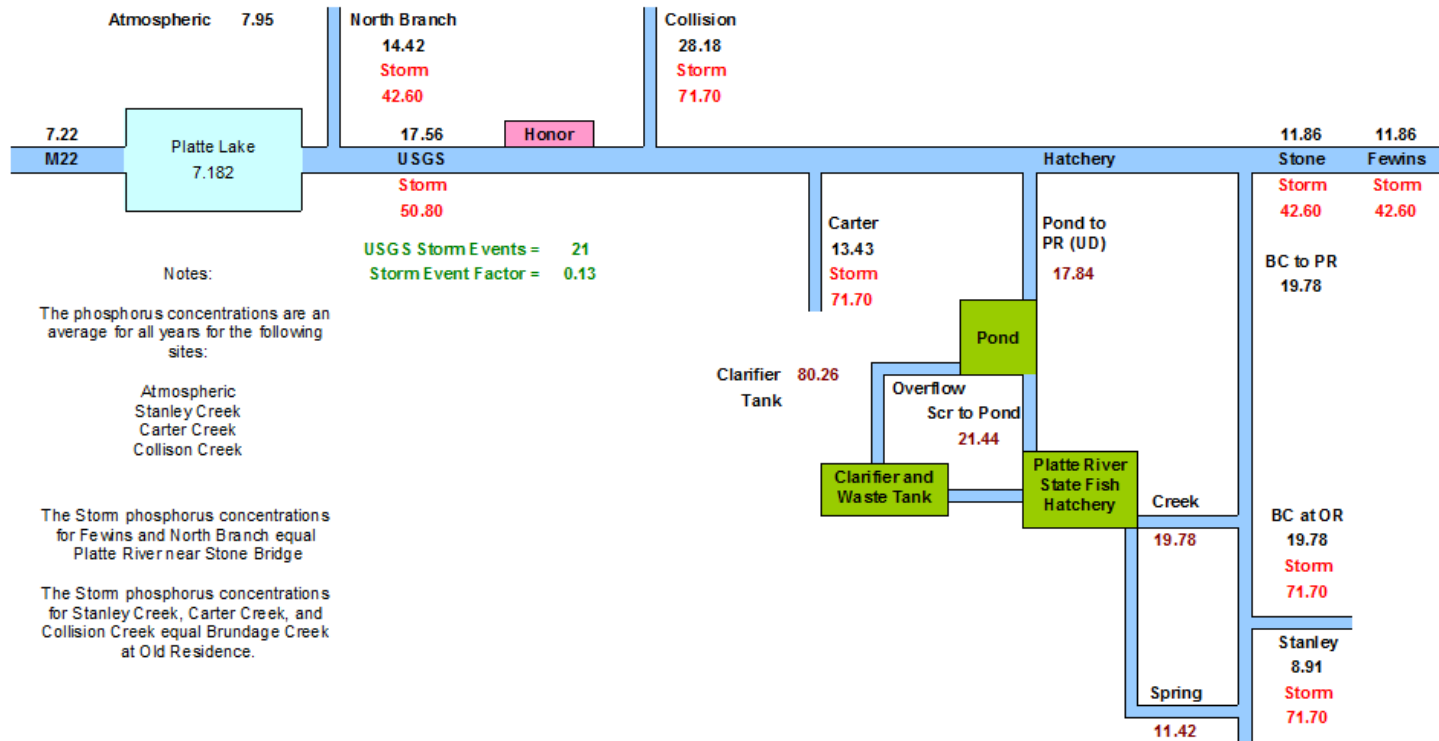 Atmospheric 7.95
North Branch
14.42
Storm
42.60
Collision
28.18
Storm
71.70
7.22
M22
Platte Lake
7.182
17.56
USGS
Storm
50.80
Honor
Hatchery
11.86
Stone
Storm
42.60
11.86
Fewins
Storm
42.60
USGS Storm Events = 21
Storm Event Factor = 0.13
Carter
13.43
Storm
71.70
Pond to
PR (UD)
17.84
BC to PR
19.78
Notes:
The phosphorus concentrations are an
average for all years for the following
sites:
Atmospheric
Stanley Creek
Carter Creek
Collison Creek
The Storm phosphorus concentrations
for Fewins and North Branch equal
Platte River near Stone Bridge
The Storm phosphorus concentrations
for Stanley Creek, Carter Creek, and
Collision Creek equal Brundage Creek
at Old Residence.
Pond
Clarifier 80.26
Tank
Overflow
Scr to Pond
21.44
Clarifier and
Waste Tank
Platte River
State Fish
Hatchery
Creek
19.78
BC at OR
19.78
Storm
71.70
Stanley
8.91
Storm
71.70
Spring
11.42